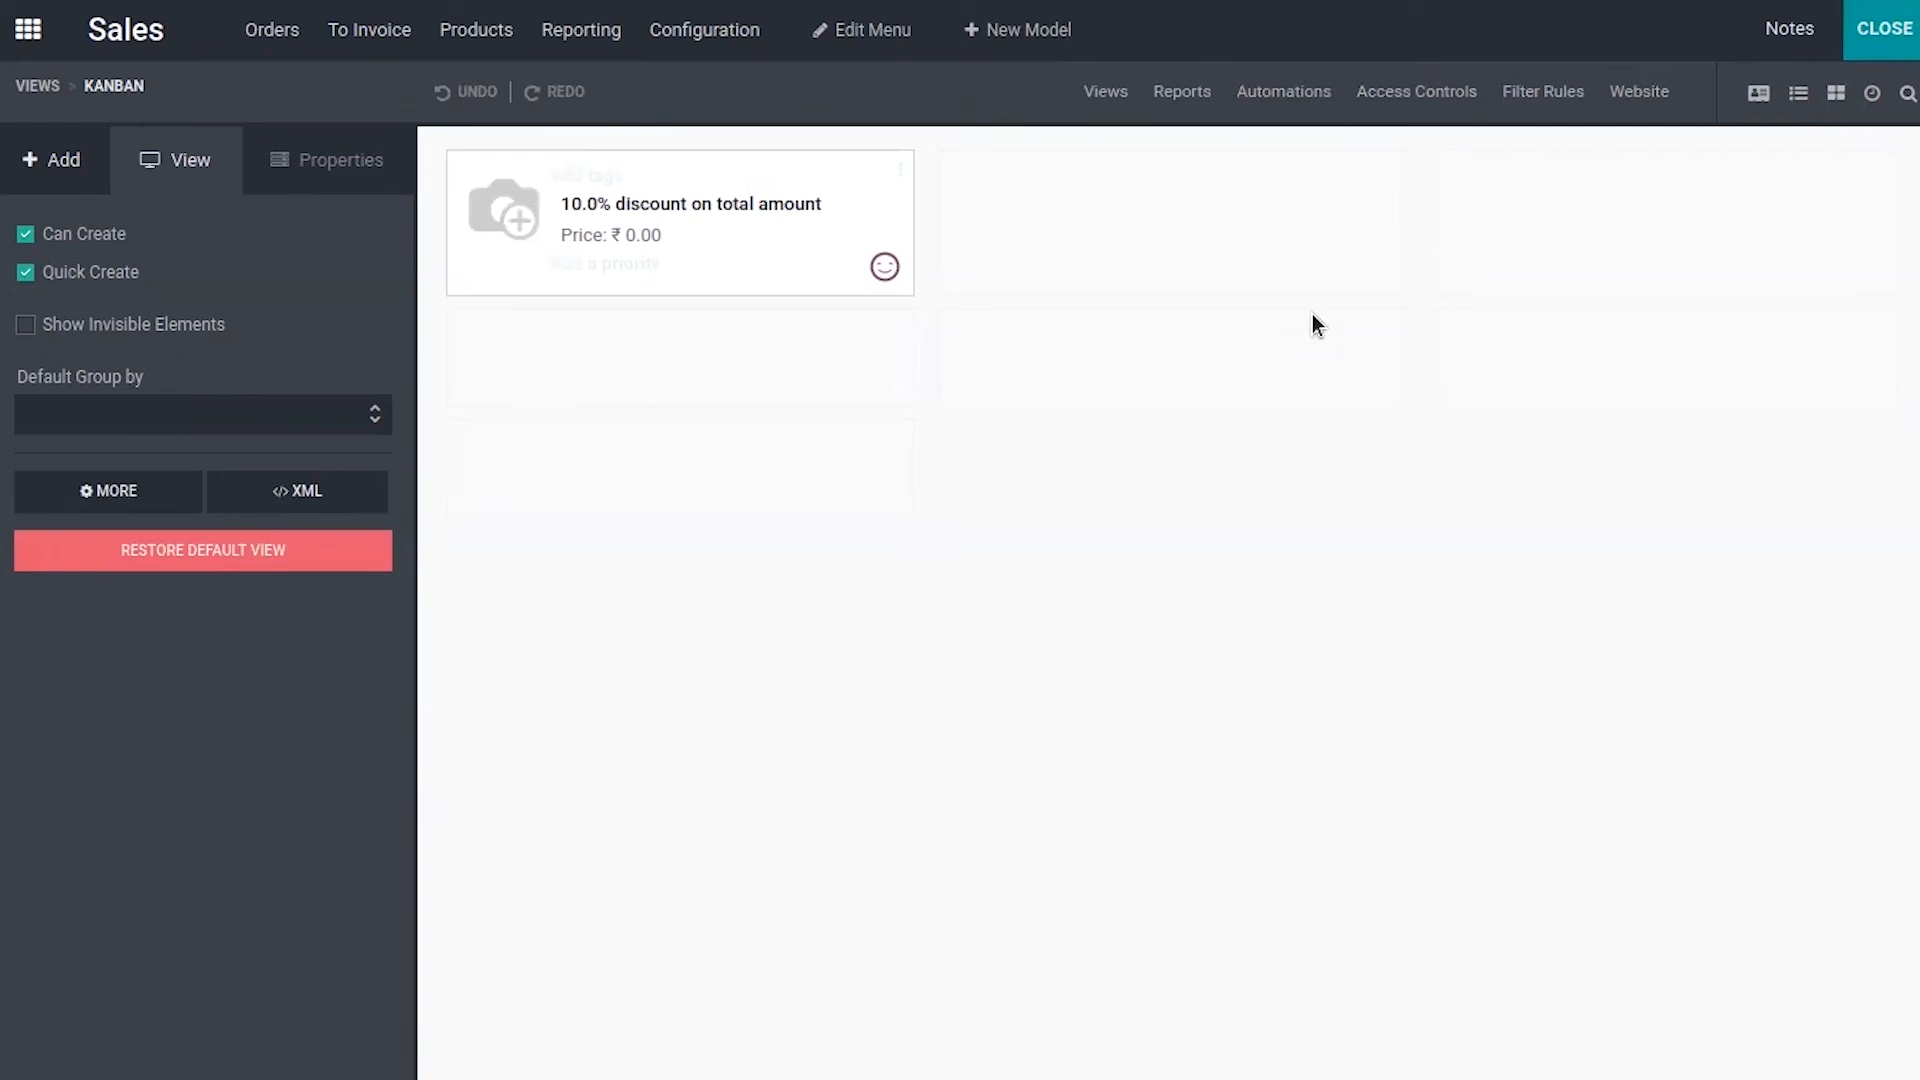 Sales
Orders
To Invoice
Products
Reporting
Configuration
Edit Menu
New Model
Notes
CLOSE
VIEWS > KANBAN
UNDO
REDO
Views
Reports
Automations
Access Controls
Filter Rules
Website
Add
View
Properties
Can Create
Quick Create
Show Invisible Elements
Default Group by
MORE
</> XML
RESTORE DEFAULT VIEW
tags
10.0% discount on total amount
Price: ₹ 0.00
a priority